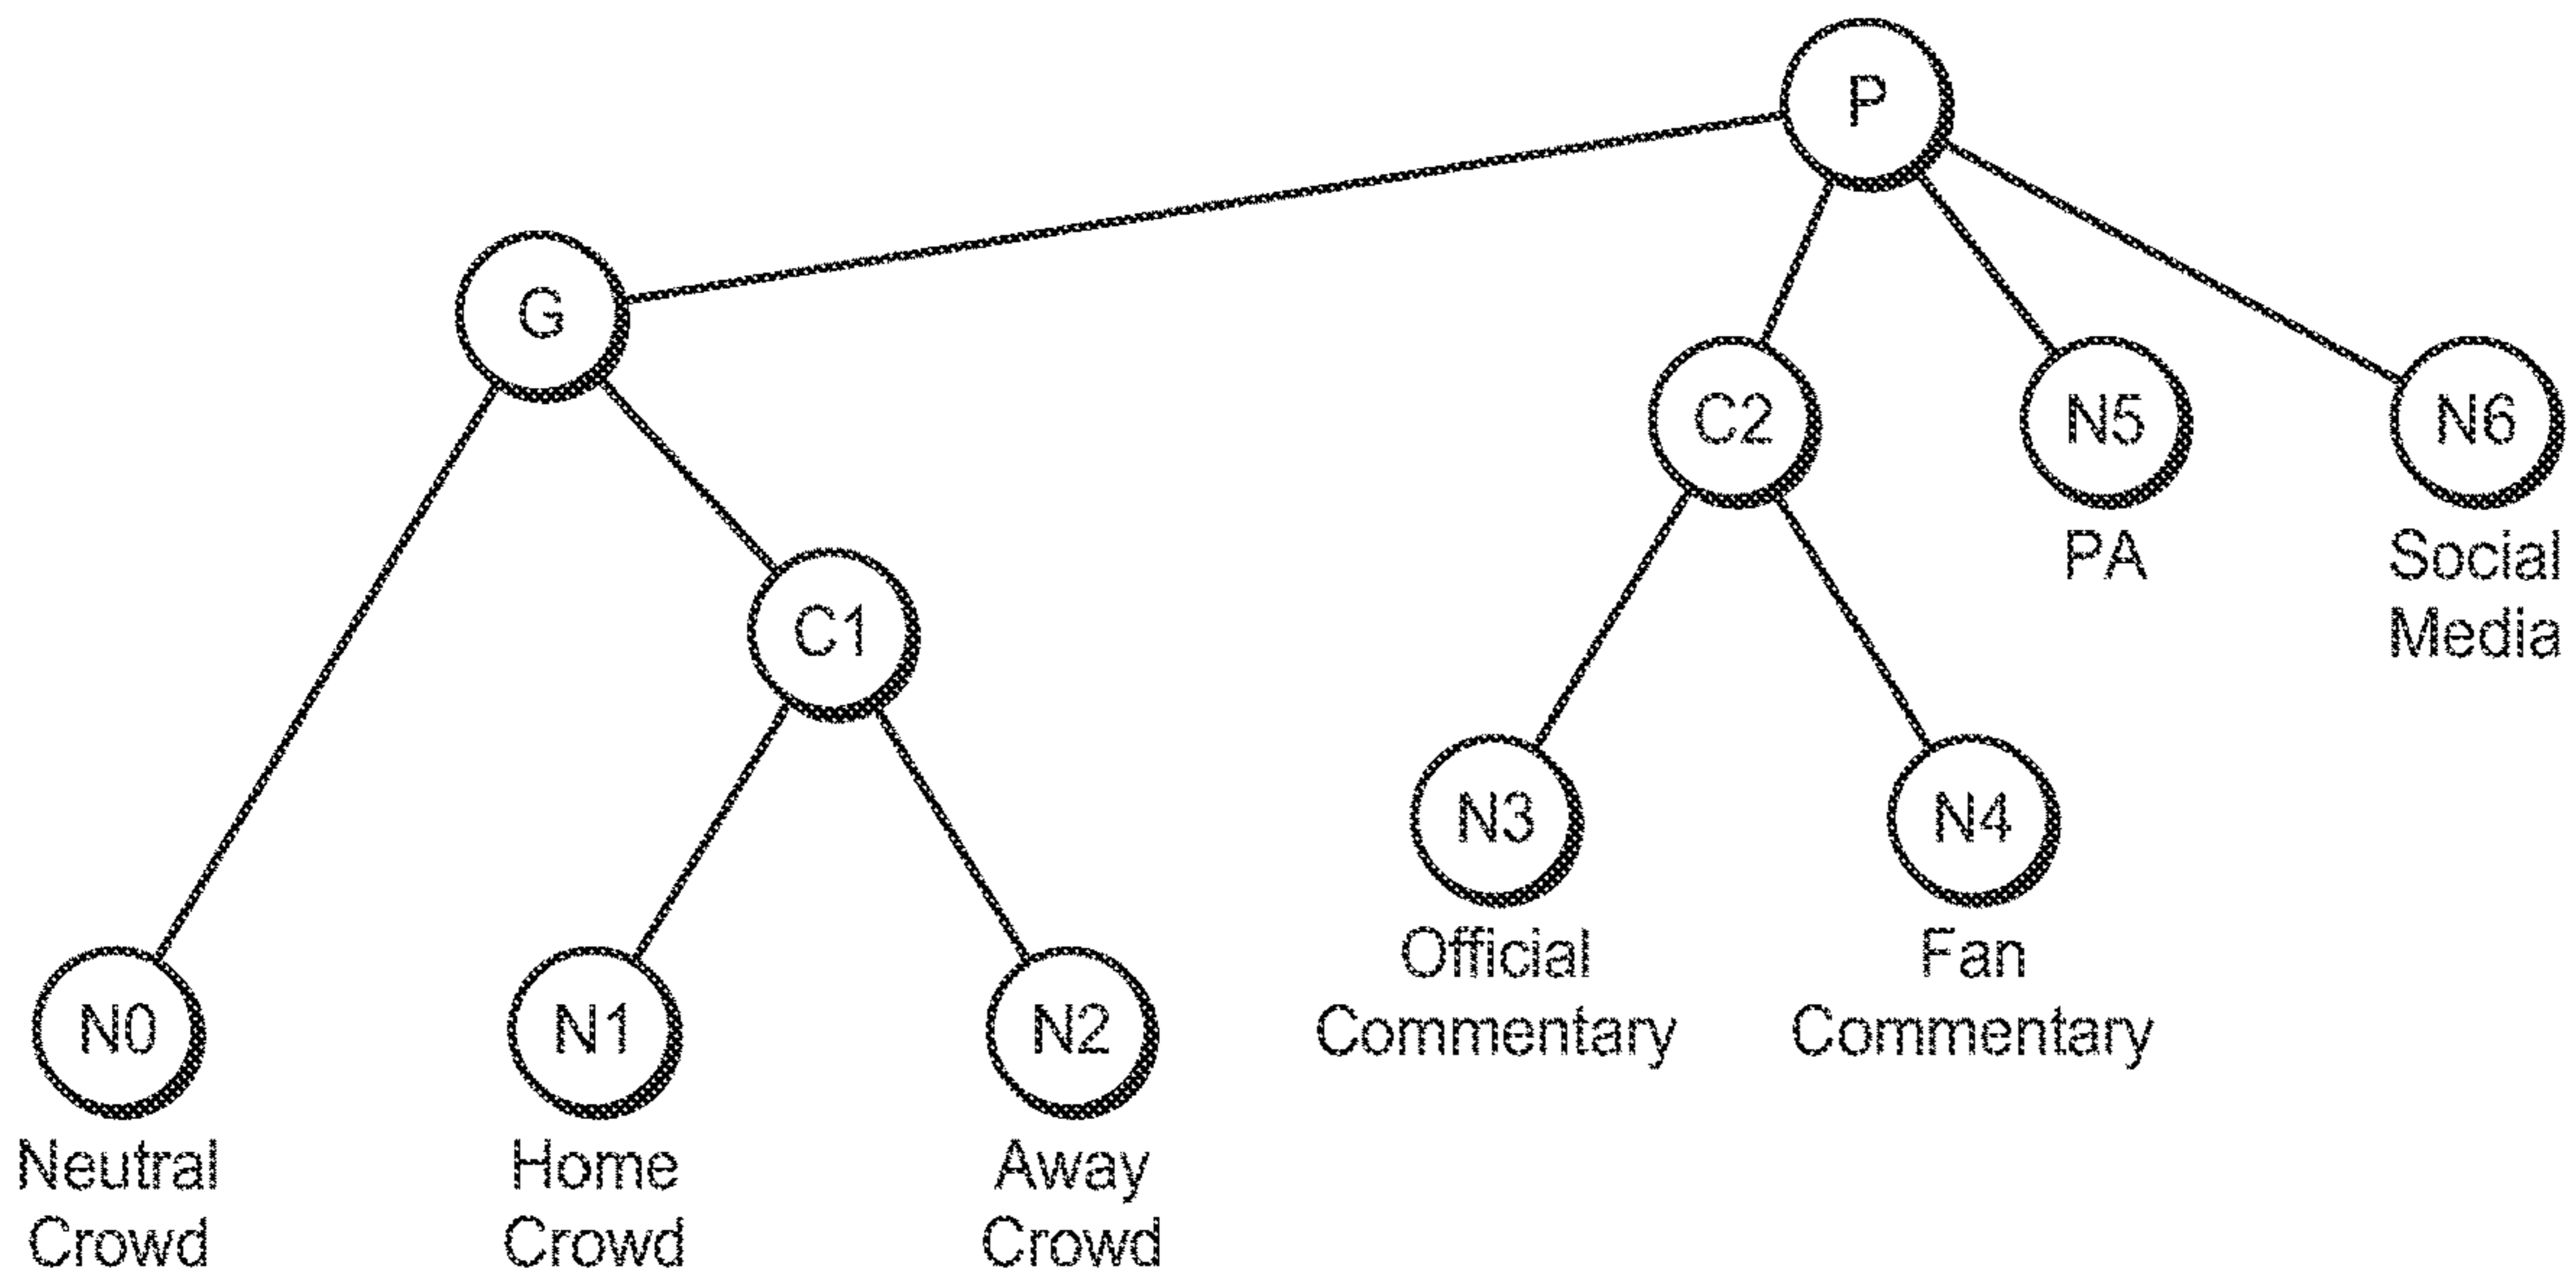 P
G
C2
N5
N6
PA
Social
Media
C1
N3
N4
Official
Commentary
Fan
Commentary
N0
N1
N2
Neutral
Crowd
Home
Crowd
Away
Crowd